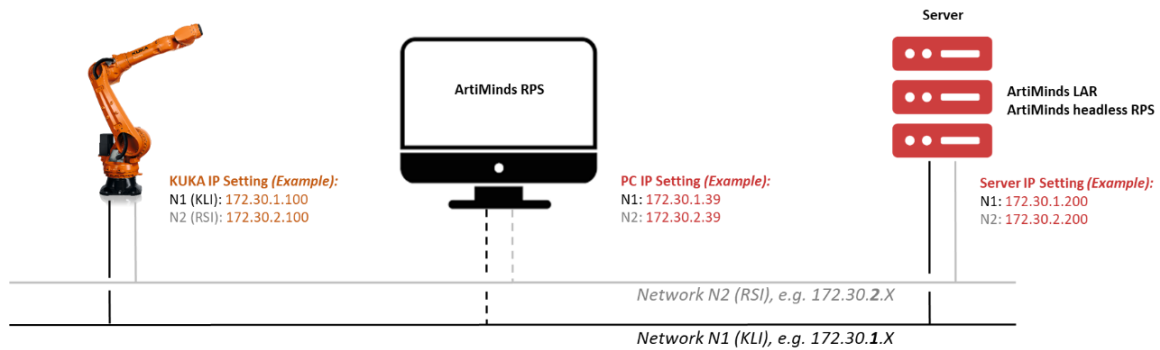 Server
ArtiMinds RPS
ArtiMinds LAR
ArtiMinds headless RPS
KUKA IP Setting (Example):
N1 (KLI): 172.30.1.100
N2 (RSI): 172.30.2.100
PC IP Setting (Example):
N1: 172.30.1.39
N2: 172.30.2.39
Server IP Setting (Example):
N1: 172.30.1.200
N2: 172.30.2.200
Network N2 (RSI), e.g. 172.30.2.X
Network N1 (KLI), e.g. 172.30.1.X